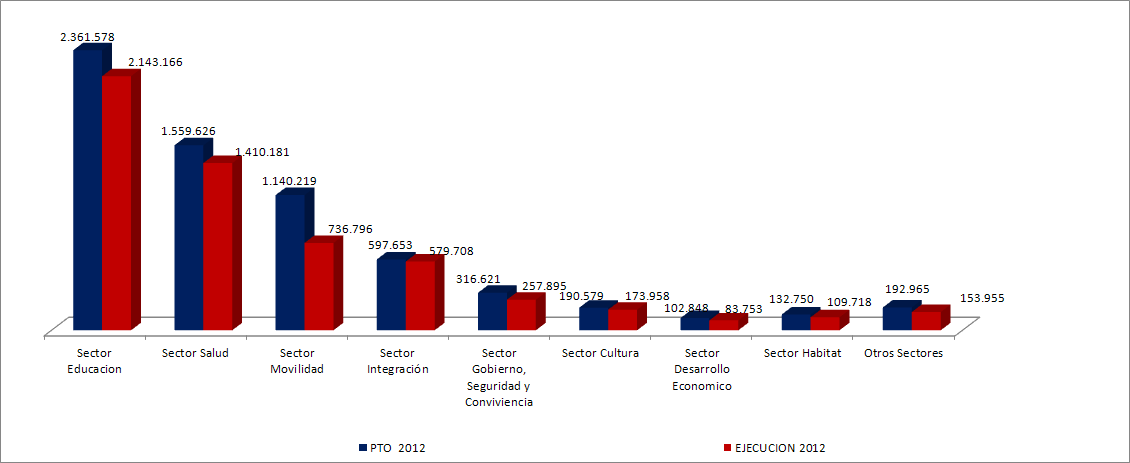 2.361.578
2.143.166
1.559.626
1.410.181
1.140.219
736.796
597.653
579.708
316.621
257.895
190.579
173.958
102.848
83.753
132.750
109.718
192.965
153.955
Sector
Educacion
Sector Salud
Sector
Movilidad
Sector
Integración
Sector
Gobierno,
Seguridad y
Conviviencia
Sector Cultura
Sector
Desarrollo
Economico
Sector Habitat
Otros Sectores
PTO 2012
EJECUCION 2012